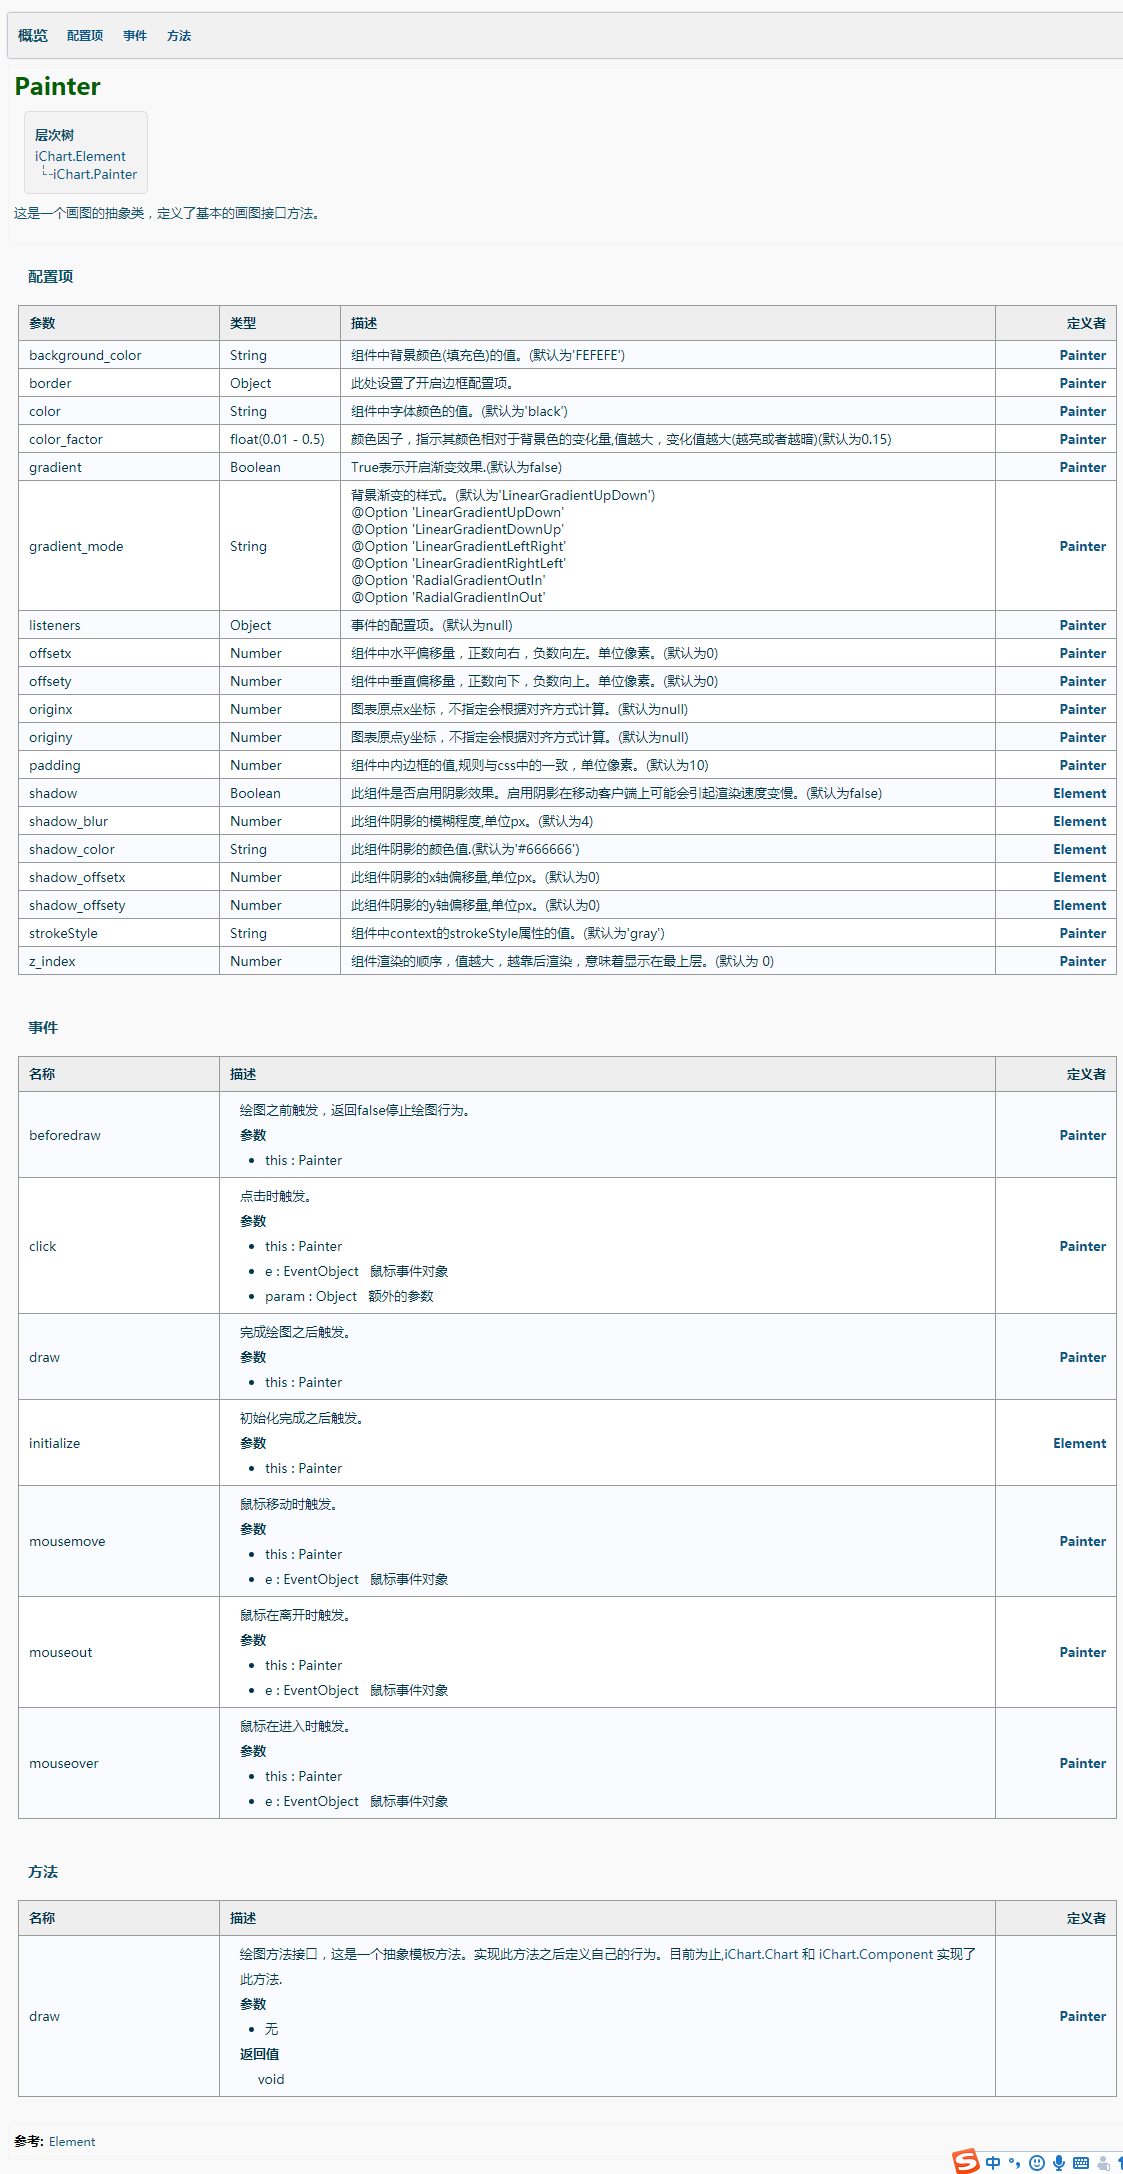 概览 配置项 事件 方法
Painter
层次树
iChart.Element
iChart.Painter
这是一个画图的抽象类，定义了基本的画图接口方法。
配置项
参数 类型 描述 定义者
background_color String 组件中背景颜色(填充色)的值。(默认为'FEFEFE') Painter
border Object 此处设置了开启边框配置项。 Painter
color String 组件中字体颜色的值。(默认为'black') Painter
color_factor float(0.01 - 0.5) 颜色因子，指示其颜色相对于背景色的变化量,值越大，变化值越大(越亮或者越暗)(默认为0.15) Painter
gradient Boolean True表示开启渐变效果.(默认为false) Painter
gradient_mode String 背景渐变的样式。(默认为'LinearGradientUpDown')
@Option 'LinearGradientUpDown'
@Option 'LinearGradientDownUp'
@Option 'LinearGradientLeftRight'
@Option 'LinearGradientRightLeft'
@Option 'RadialGradientOutIn'
@Option 'RadialGradientInOut' Painter
listeners Object 事件的配置项。(默认为null) Painter
offsetx Number 组件中水平偏移量，正数向右，负数向左。单位像素。(默认为0) Painter
offsety Number 组件中垂直偏移量，正数向下，负数向上。单位像素。(默认为0) Painter
originx Number 图表原点x坐标，不指定会根据对齐方式计算。(默认为null) Painter
originy Number 图表原点y坐标，不指定会根据对齐方式计算。(默认为null) Painter
padding Number 组件中内边框的值,规则与css中的一致，单位像素。(默认为10) Painter
shadow Boolean 此组件是否启用阴影效果。启用阴影在移动客户端上可能会引起渲染速度变慢。(默认为false) Element
shadow_blur Number 此组件阴影的模糊程度,单位px。(默认为4) Element
shadow_color String 此组件阴影的颜色值.(默认为'#666666') Element
shadow_offsetx Number 此组件阴影的x轴偏移量,单位px。(默认为0) Element
shadow_offsety Number 此组件阴影的y轴偏移量,单位px。(默认为0) Element
strokeStyle String 组件中context的strokeStyle属性的值。(默认为'gray') Painter
z_index Number 组件渲染的顺序，值越大，越靠后渲染，意味着显示在最上层。(默认为 0) Painter
事件
名称 描述 定义者
beforedraw 绘图之前触发，返回false停止绘图行为。
参数
• this : Painter Painter
click 点击时触发。
参数
• this : Painter
• e : EventObject 鼠标事件对象
• param : Object 额外的参数 Painter
draw 完成绘图之后触发。
参数
• this : Painter Painter
initialize 初始化完成之后触发。
参数
• this : Painter Element
mousemove 鼠标移动时触发。
参数
• this : Painter
• e : EventObject 鼠标事件对象 Painter
mouseout 鼠标在离开时触发。
参数
• this : Painter
• e : EventObject 鼠标事件对象 Painter
mouseover 鼠标在进入时触发。
参数
• this : Painter
• e : EventObject 鼠标事件对象 Painter
方法
名称 描述 定义者
draw 绘图方法接口，这是一个抽象模板方法。实现此方法之后定义自己的行为。目前为止,iChart.Chart 和 iChart.Component 实现了
此方法.
参数
• 无
返回值
void Painter
参考: Element
S 中